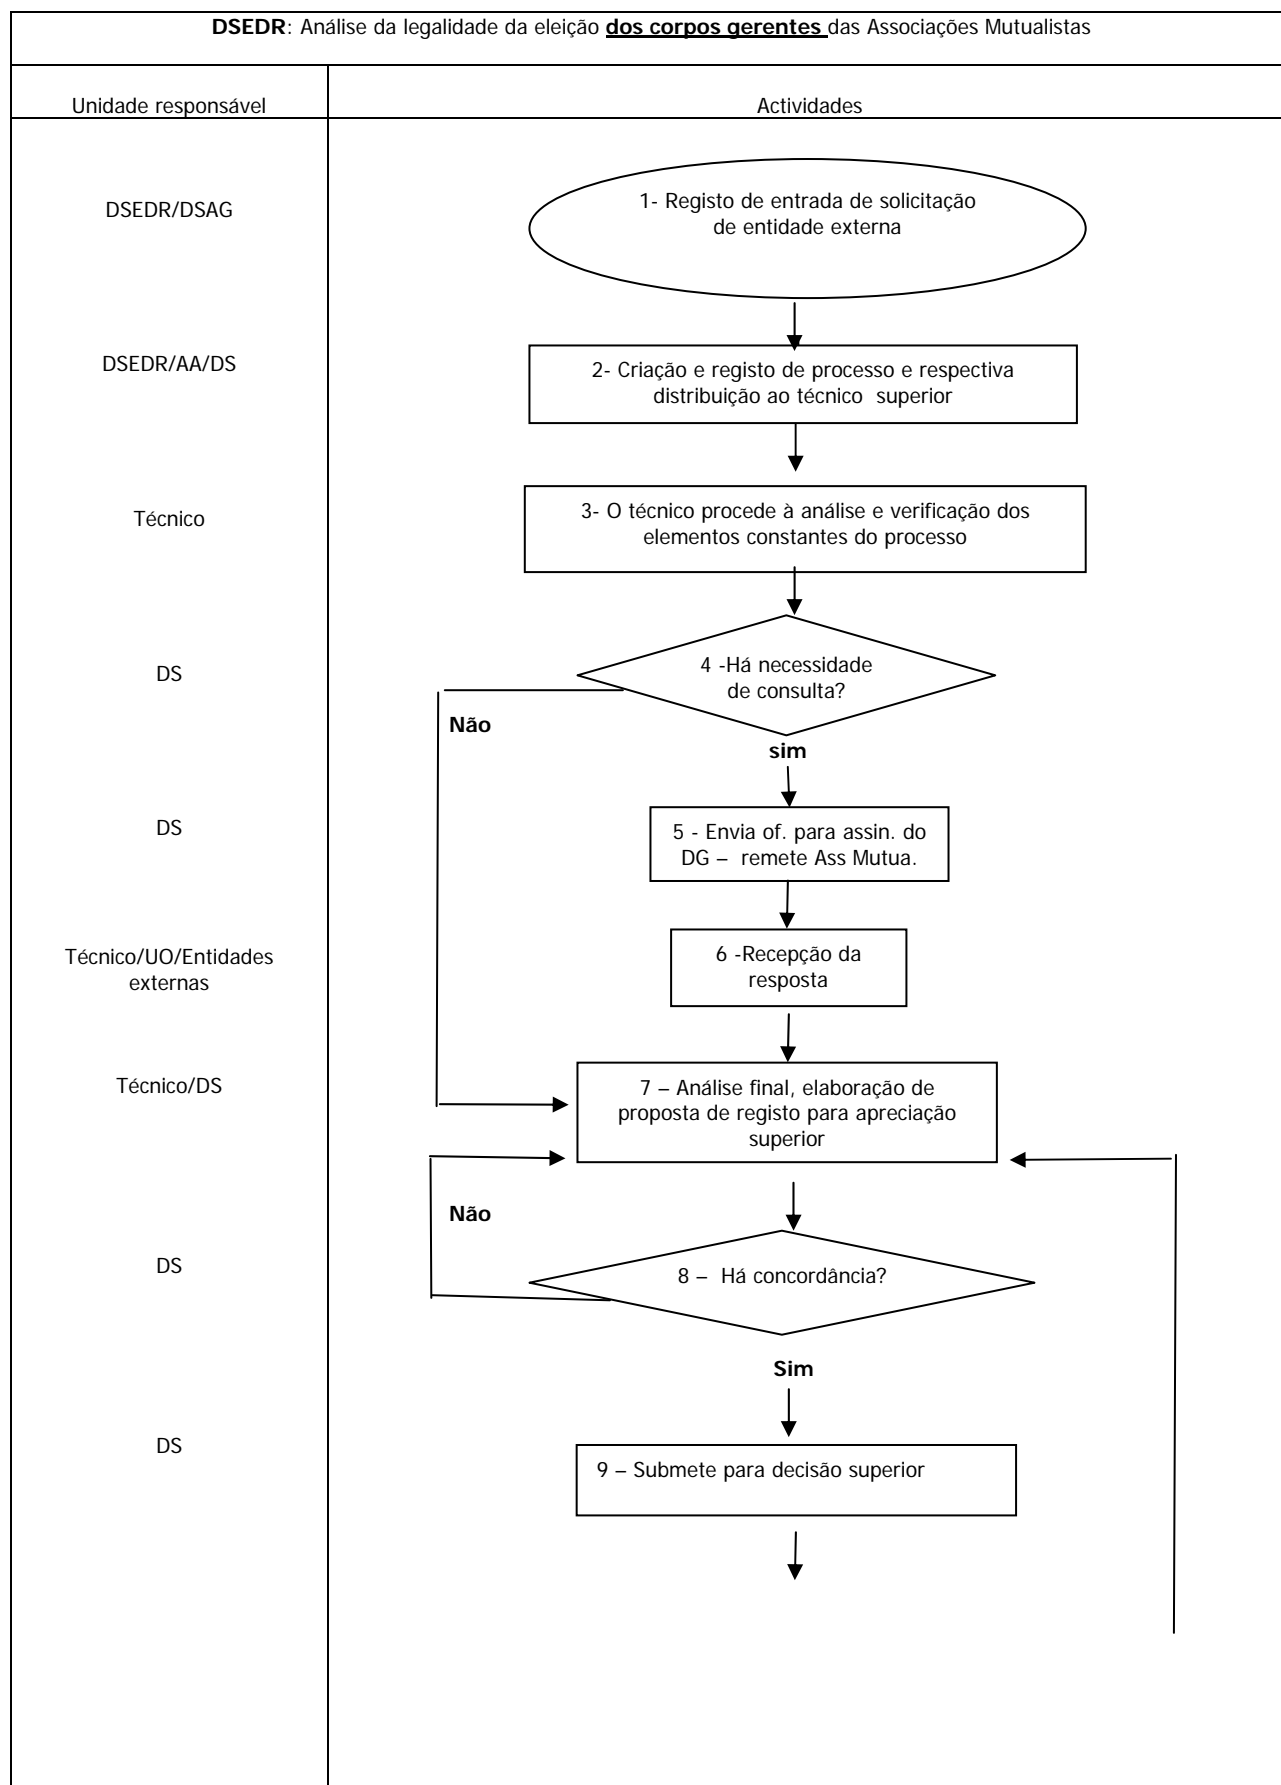 DSEDR: Análise da legalidade da eleição dos corpos gerentes das Associações Mutualistas
Unidade responsável
Actividades
DSEDR/DSAG
1- Registo de entrada de solicitação
de entidade externa
DSEDR/AA/DS
2- Criação e registo de processo e respectiva
distribuição ao técnico superior
Técnico
3- O técnico procede à análise e verificação dos
elementos constantes do processo
DS
4 -Há necessidade
de consulta?
Não
sim
DS
5 - Envia of. para assin. do
DG – remete Ass Mutua.
Técnico/UO/Entidades
externas
6 -Recepção da
resposta
Técnico/DS
7 – Análise final, elaboração de
proposta de registo para apreciação
superior
Não
DS
8 – Há concordância?
Sim
DS
9 – Submete para decisão superior